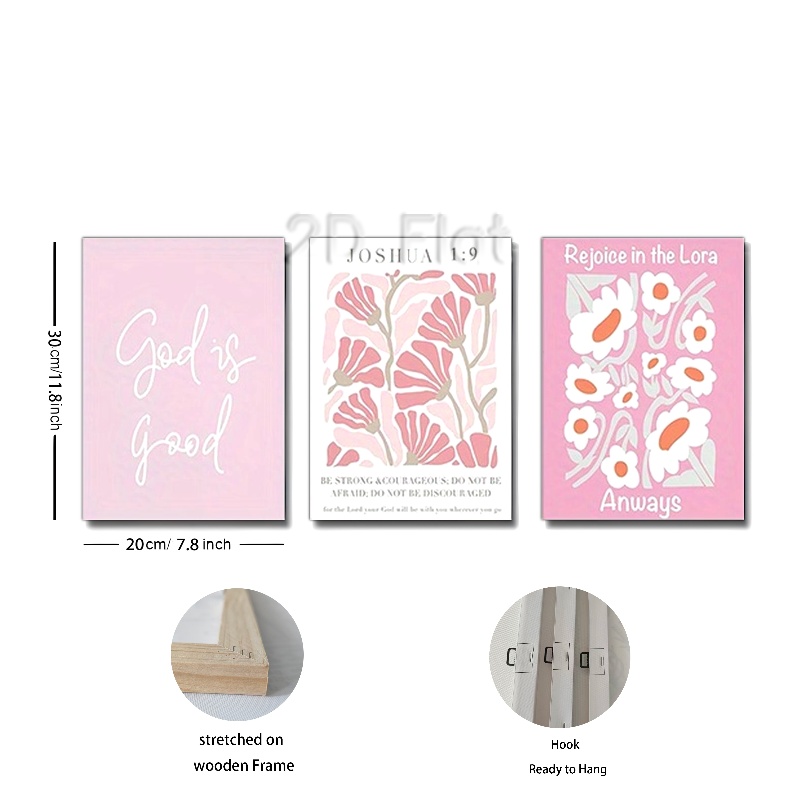 2D Flat
God is
Good
JOSHUA 1:9
BE STRONG &COURAGEOUS; DO NOT BE
AFRAID; DO NOT BE DISCOURAGED
for the Lord your God will be with you wherever you go
Rejoice in the Lora
Anways
30cm/11.8inch
20cm/ 7.8 inch
stretched on
wooden Frame
Hook
Ready to Hang